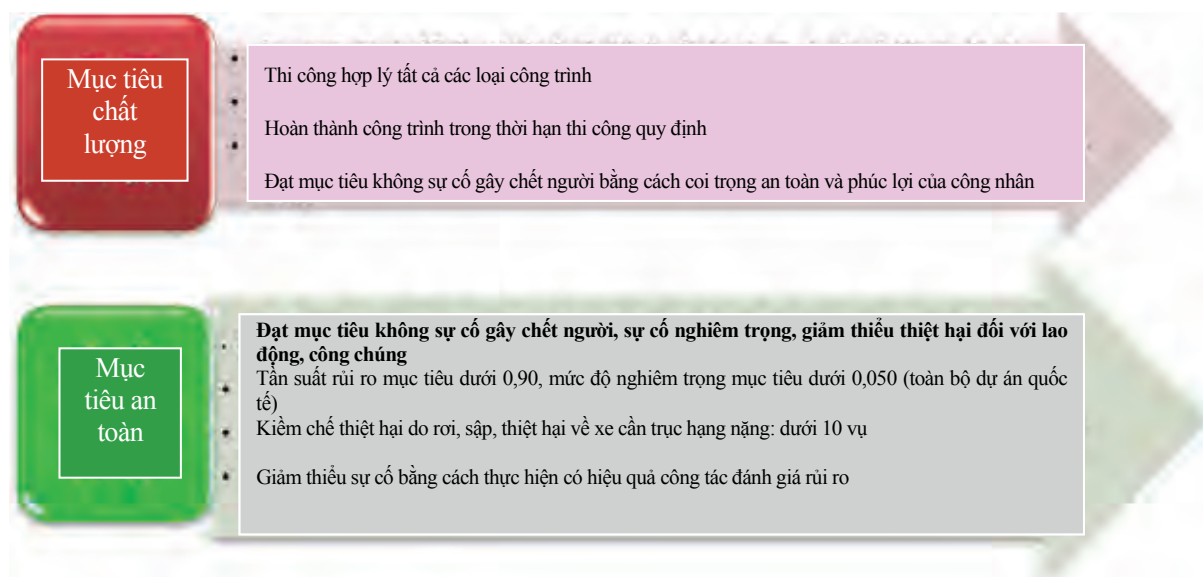 Mục tiêu
chất
lượng
Thi công hợp lý tất cả các loại công trình
Hoàn thành công trình trong thời hạn thi công quy định
Đạt mục tiêu không sự cố gây chết người bằng cách coi trọng an toàn và phúc lợi của công nhân
Mục
tiêu an
toàn
Đạt mục tiêu không sự cố gây chết người, sự cố nghiêm trọng, giảm thiểu thiệt hại đối với lao
động, công chúng
Tần suất rủi ro mục tiêu dưới 0,90, mức độ nghiêm trọng mục tiêu dưới 0,050 (toàn bộ dự án quốc
tế)
Kiềm chế thiệt hại do rơi, sập, thiệt hại về xe cần trục hạng nặng: dưới 10 vụ
Giảm thiểu sự cố bằng cách thực hiện có hiệu quả công tác đánh giá rủi ro